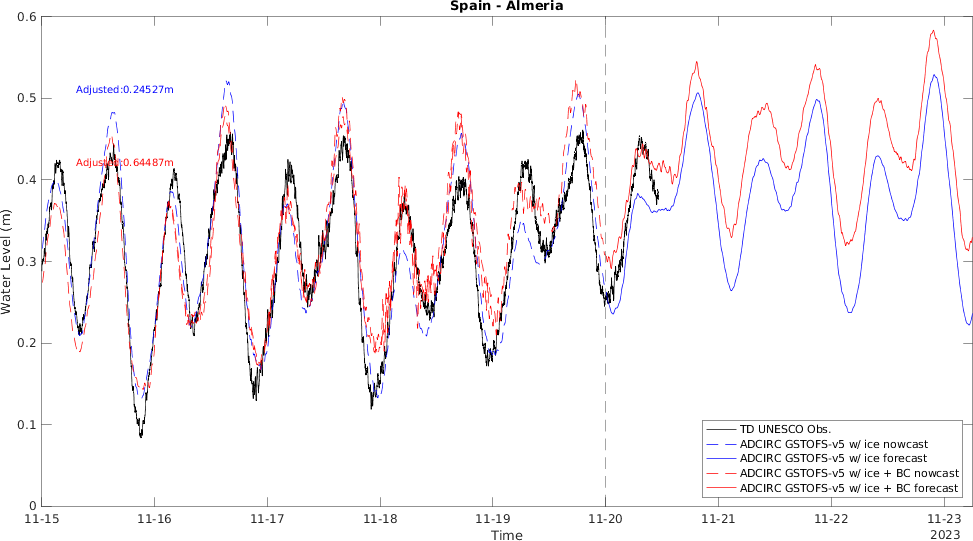 Spain - Almeria
0.6
0.5
0.4
0.3
0.2
0.1
0
Water Level (m)
Adjusted:0.24527m
Adjusted:0.64487m
TD UNESCO Obs.
ADCIRC GSTOFS-v5 w/ ice nowcast
ADCIRC GSTOFS-v5 w/ ice forecast
ADCIRC GSTOFS-v5 w/ ice + BC nowcast
ADCIRC GSTOFS-v5 w/ ice + BC forecast
11-15 11-16 11-17 11-18 11-19 11-20 11-21 11-22 11-23
Time
2023